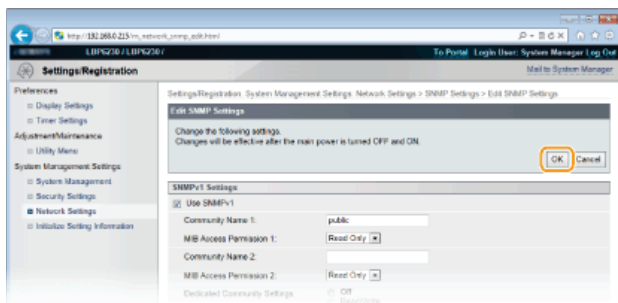 http://192.168.0.215/m_network_snmp_edit.html
LBP6230 / LBP6230 /
To Portal Login User: System Manager Log Out
Settings/Registration
Mail to System Manager
Preferences
Display Settings
Timer Settings
Adjustment/Maintenance
Utility Menu
System Management Settings
System Management
Security Settings
Network Settings
Initialize Setting Information
Settings/Registration: System Management Settings: Network Settings > SNMP Settings > Edit SNMP Settings
Edit SNMP Settings
Change the following settings.
Changes will be effective after the main power is turned OFF and ON.
OK Cancel
SNMPv1 Settings
Use SNMPv1
Community Name 1: public
MIB Access Permission 1: Read Only
Community Name 2:
MIB Access Permission 2: Read Only
Dedicated Community Settings Off